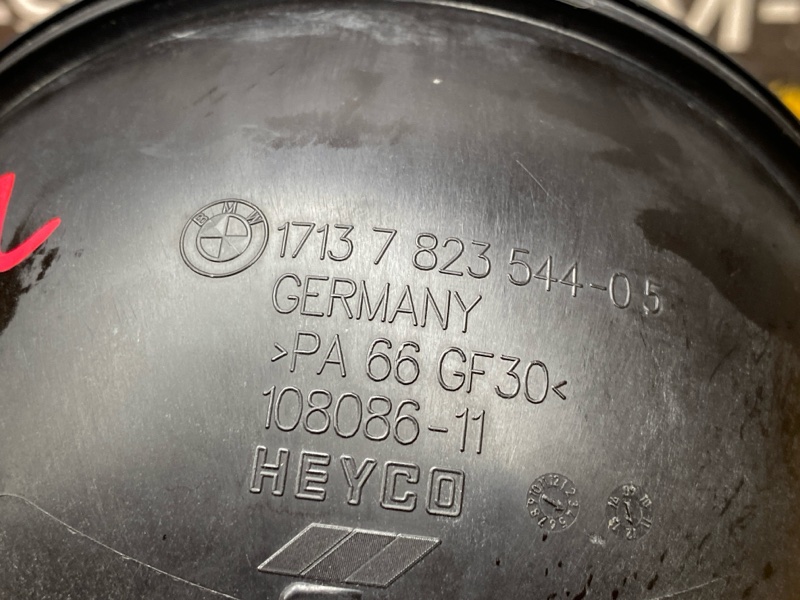 BMW 1713 7 823 544-05
GERMANY
>PA 66 GF30<
108086-11
HEYCO